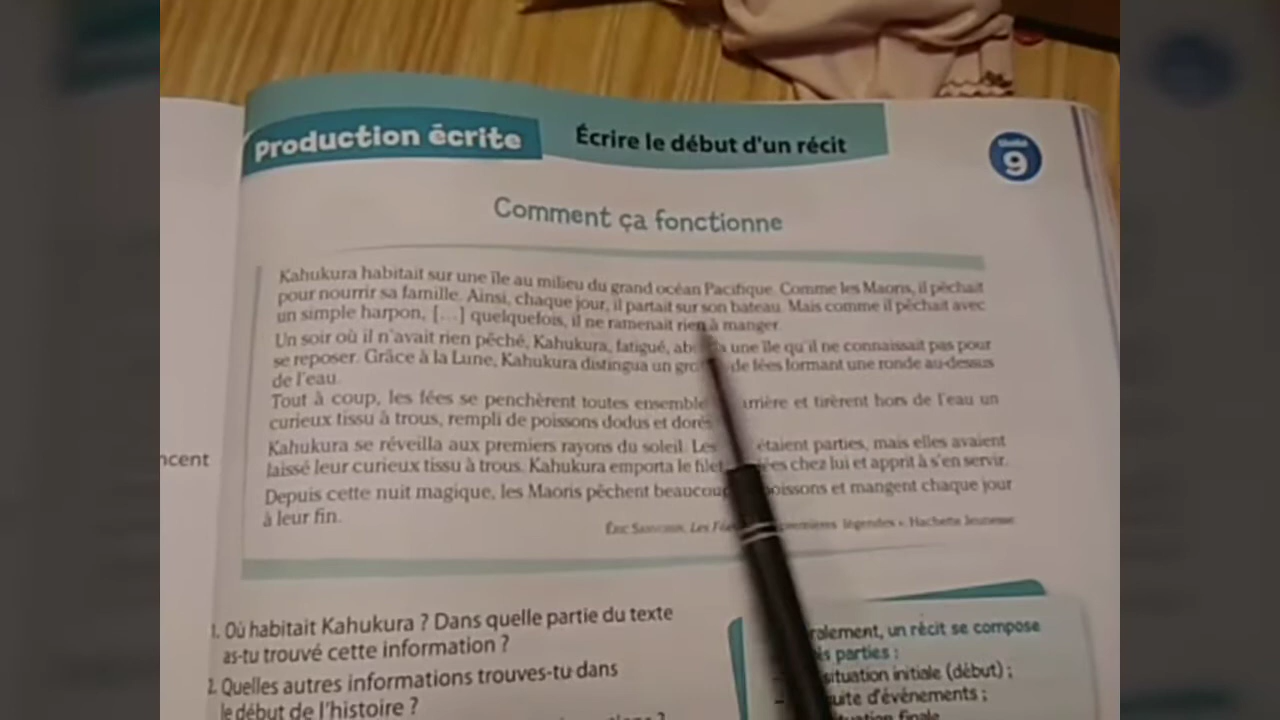 Production écrite
Écrire le début d'un récit
9
Comment ça fonctionne
Kahukura habitait sur une île au milieu du grand océan Pacifique. Comme les Maoris, il pêchait
pour nourrir sa famille. Ainsi, chaque jour, il partait sur son bateau. Mais comme il pêchait avec
un simple harpon, [...] quelquefois, il ne ramenait rien à manger.
Un soir où il n'avait rien pêché, Kahukura, fatigué, une île qu'il ne connaissait pas pour
se reposer. Grâce à la Lune, Kahukura distingua un de fées formant une ronde au-dessus
de l'eau.
Tout à coup, les fées se penchèrent toutes ensemble et tirèrent hors de l'eau un
curieux tissu à trous, rempli de poissons dodus et dorés
Kahukura se réveilla aux premiers rayons du soleil. Les étaient parties, mais elles avaient
laissé leur curieux tissu à trous. Kahukura emporta le filet chez lui et apprit à s'en servir.
Depuis cette nuit magique, les Maoris pêchent beaucoup poissons et mangent chaque jour
à leur fin.
Les légendes », Hachette Jeunesse.
ncent
1. Où habitait Kahukura ? Dans quelle partie du texte
as-tu trouvé cette information ?
2. Quelles autres informations trouves-tu dans
le début de l'histoire ?
ralement, un récit se compose
parties :
situation initiale (début) ;
uite d'événements ;
finale